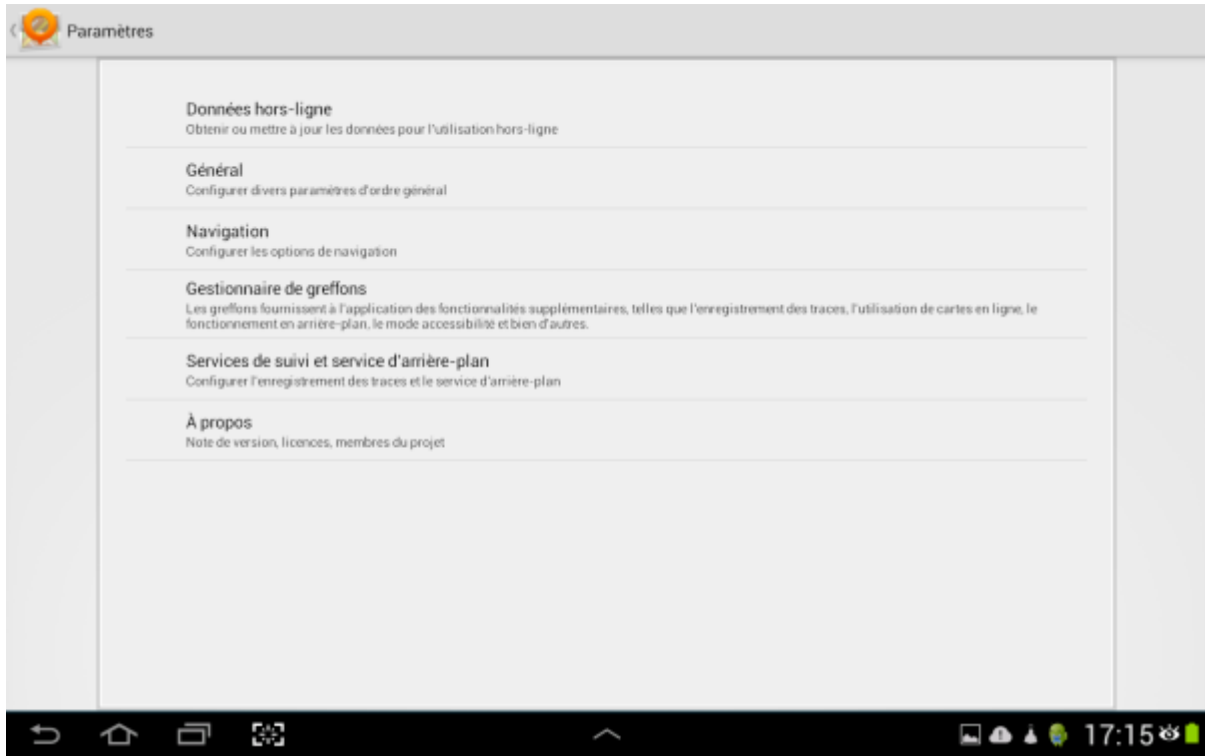 Paramètres
Données hors-ligne
Obtenir ou mettre à jour les données pour l'utilisation hors-ligne
Général
Configurer divers paramètres d'ordre général
Navigation
Configurer les options de navigation
Gestionnaire de greffons
Les greffons fournissent à l'application des fonctionnalités supplémentaires, telles que l'enregistrement des traces, l'utilisation de cartes en ligne, le
fonctionnement en arrière-plan, le mode accessibilité et bien d'autres.
Services de suivi et service d'arrière-plan
Configurer l'enregistrement des traces et le service d'arrière-plan
À propos
Note de version, licences, membres du projet
17:15